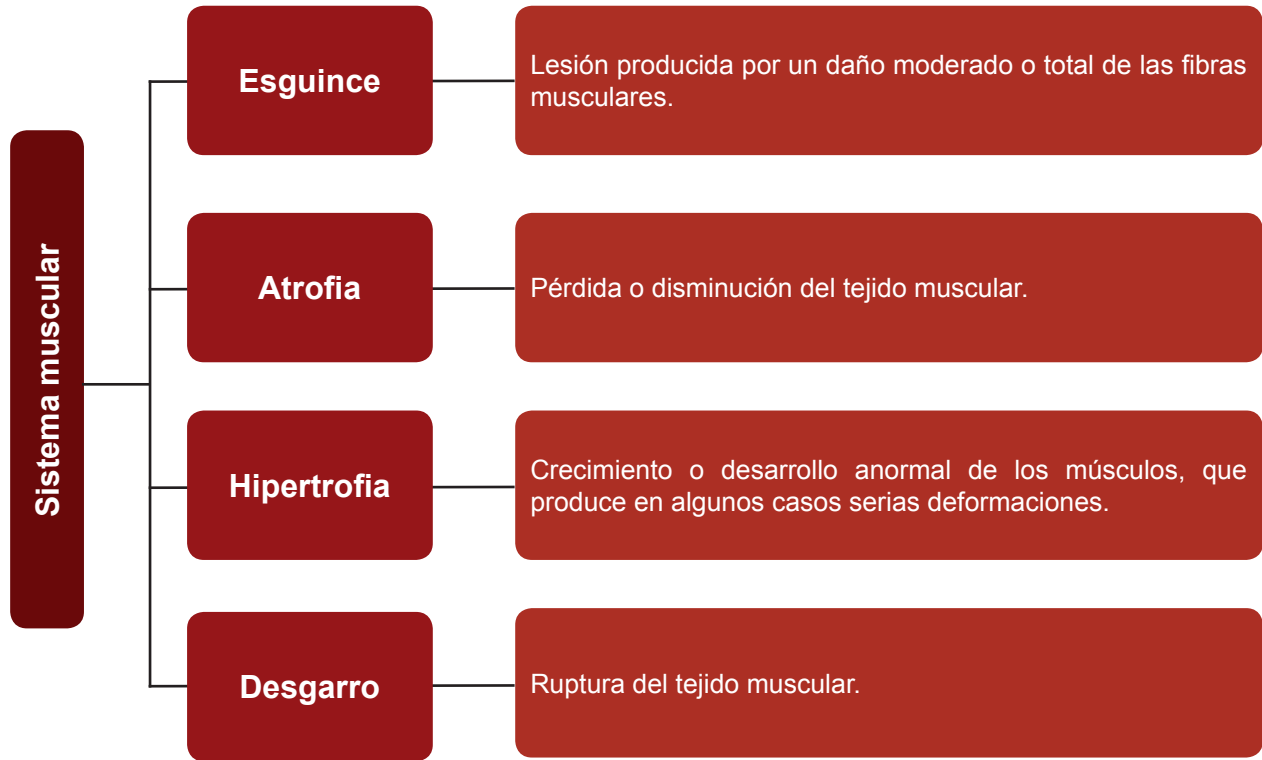 Sistema muscular
Esguince
Lesión producida por un daño moderado o total de las fibras
musculares.
Atrofia
Pérdida o disminución del tejido muscular.
Hipertrofia
Crecimiento o desarrollo anormal de los músculos, que
produce en algunos casos serias deformaciones.
Desgarro
Ruptura del tejido muscular.